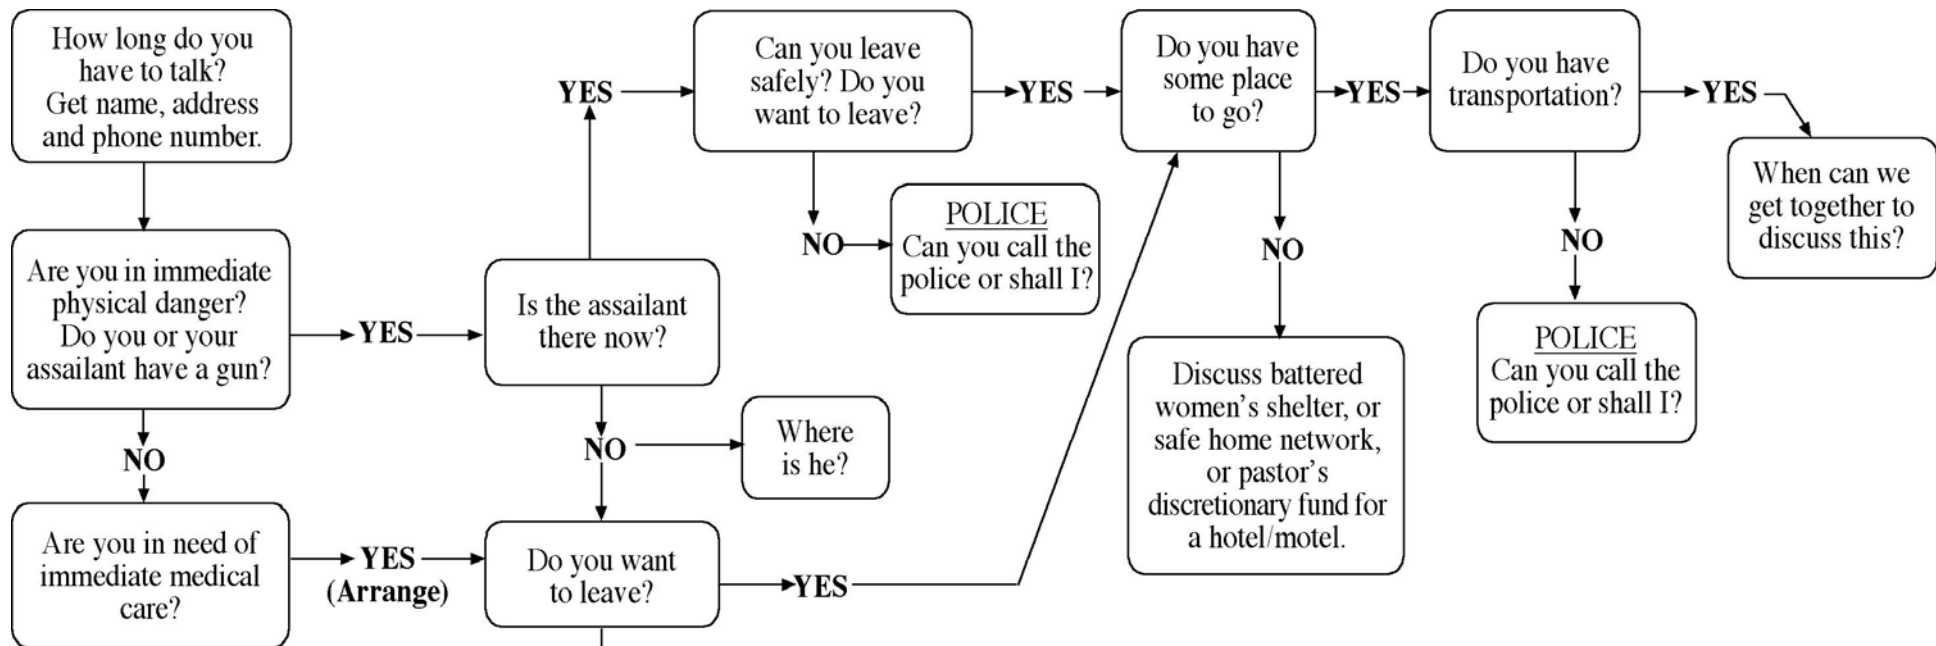 How long do you
have to talk?
Get name, address
and phone number.
Are you in immediate
physical danger?
Do you or your
assailant have a gun?
YES
Is the assailant
there now?
YES
Can you leave
safely? Do you
want to leave?
YES
Do you have
some place
to go?
YES
Do you have
transportation?
YES
When can we
get together to
discuss this?
NO
POLICE
Can you call the
police or shall I?
NO
Discuss battered
women's shelter, or
safe home network,
or pastor's
discretionary fund for
a hotel/motel.
NO
POLICE
Can you call the
police or shall I?
NO
Where
is he?
NO
Are you in need of
immediate medical
care?
YES
(Arrange)
Do you want
to leave?
YES